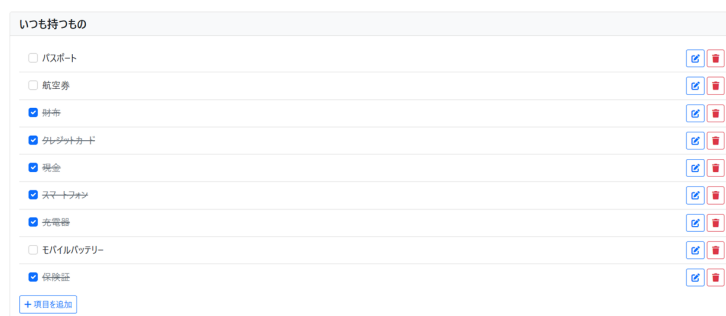 いつも持つもの
パスポート
航空券
財布
クレジットカード
現金
スマートフォン
充電器
モバイルバッテリー
保険証
+ 項目を追加